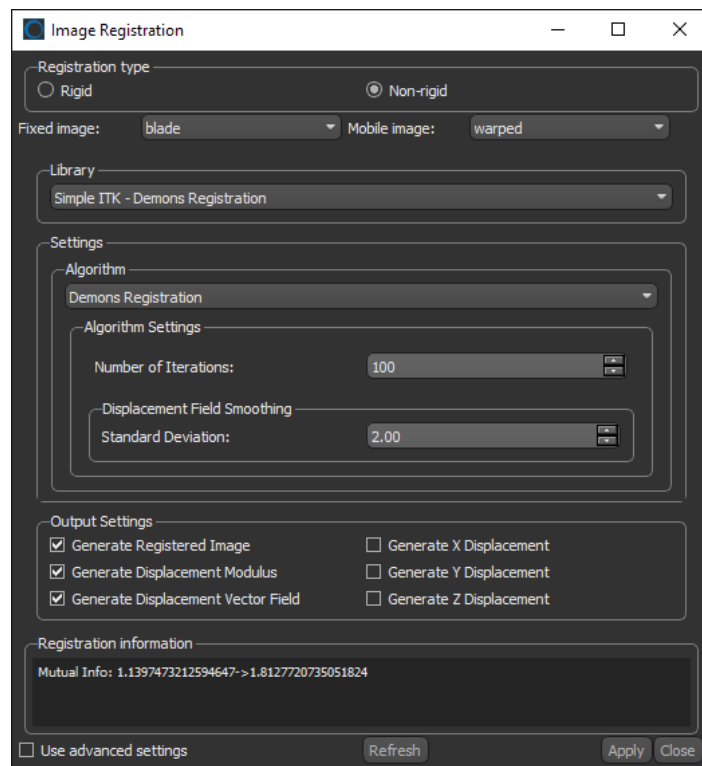 Image Registration
Registration type
Rigid Non-rigid
Fixed image: blade Mobile image: warped
Library
Simple ITK - Demons Registration
Settings
Algorithm
Demons Registration
Algorithm Settings
Number of Iterations: 100
Displacement Field Smoothing
Standard Deviation: 2.00
Output Settings
Generate Registered Image Generate X Displacement
Generate Displacement Modulus Generate Y Displacement
Generate Displacement Vector Field Generate Z Displacement
Registration information
Mutual Info: 1.1397473212594647->1.8127720735051824
Use advanced settings Refresh Apply Close